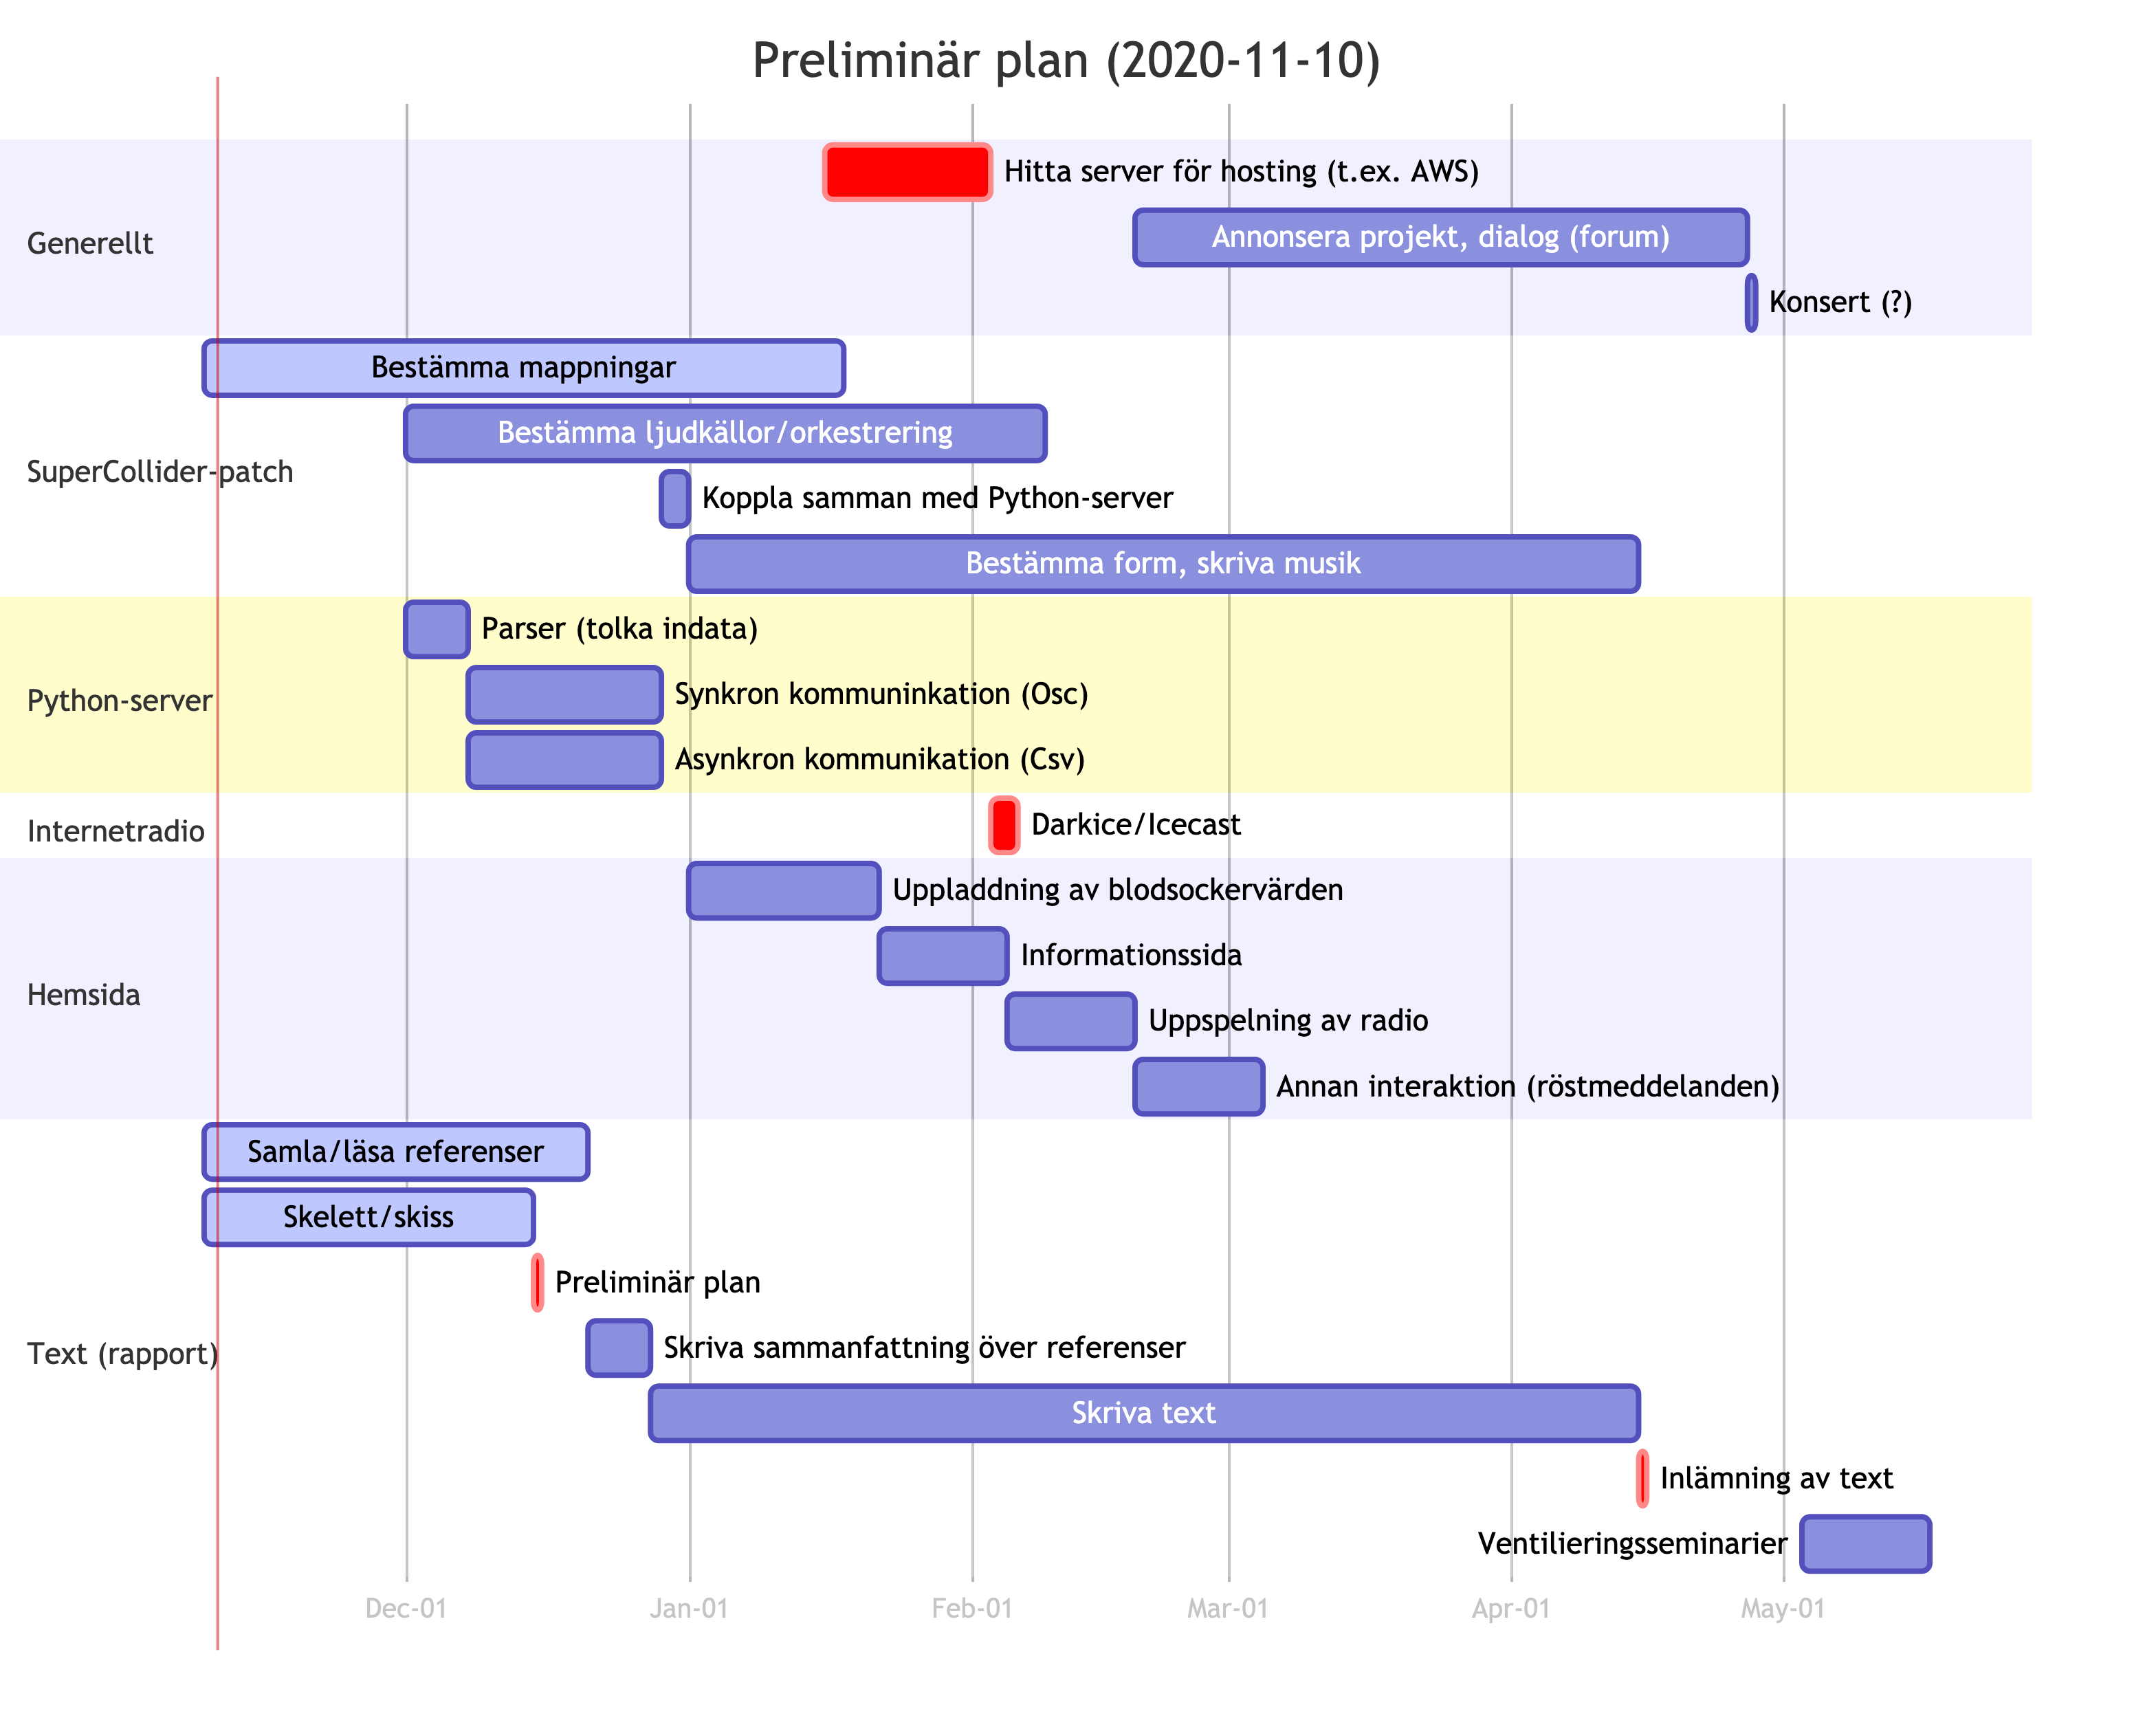 Preliminär plan (2020-11-10)
Generellt
Hitta server för hosting (t.ex. AWS)
Annonsera projekt, dialog (forum)
Konsert (?)
SuperCollider-patch
Bestämma mappningar
Bestämma ljudkällor/orkestrering
Koppla samman med Python-server
Bestämma form, skriva musik
Python-server
Parser (tolka indata)
Synkron kommuninkation (Osc)
Asynkron kommunikation (Csv)
Internetradio
Darkice/Icecast
Hemsida
Uppladdning av blodsockervärden
Informationssida
Uppspelning av radio
Annan interaktion (röstmeddelanden)
Text (rapport)
Samla/läsa referenser
Skelett/skiss
Preliminär plan
Skriva sammanfattning över referenser
Skriva text
Inlämning av text
Ventilieringsseminarier
Dec-01 Jan-01 Feb-01 Mar-01 Apr-01 May-01